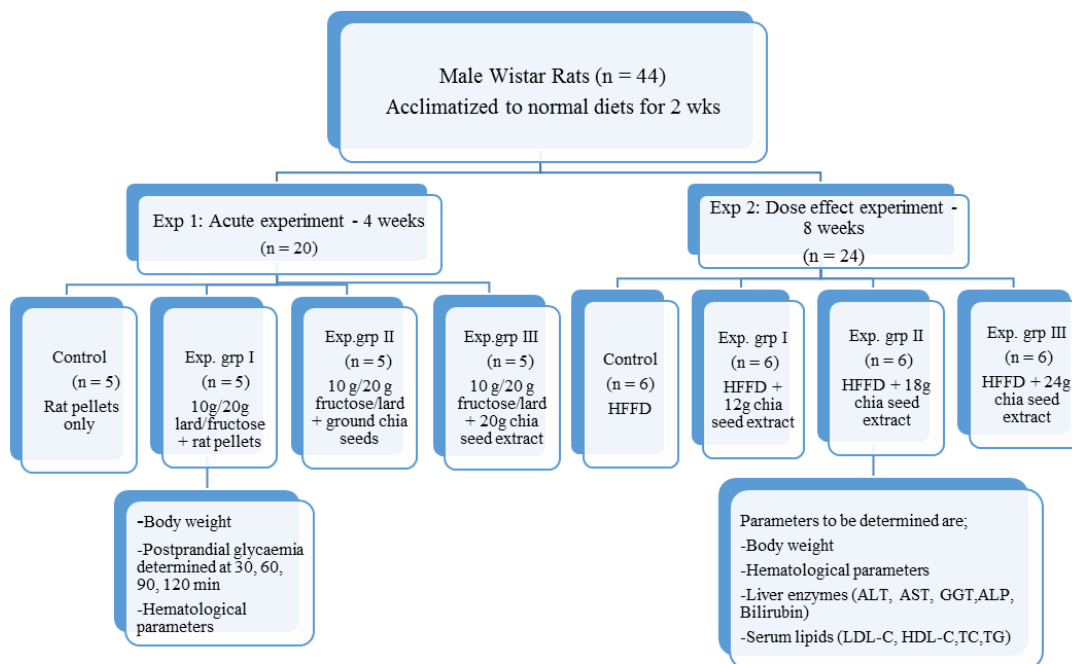 Male Wistar Rats (n = 44)
Acclimatized to normal diets for 2 wks
Exp 1: Acute experiment - 4 weeks
(n = 20)
Exp 2: Dose effect experiment -
8 weeks
(n = 24)
Control
(n = 5)
Rat pellets
only
Exp. grp I
(n = 5)
10g/20g
lard/fructose
+ rat pellets
Exp.grp II
(n = 5)
10 g/20 g
fructose/lard
+ ground chia
seeds
Exp.grp III
(n = 5)
10 g/20 g
fructose/lard
+ 20g chia
seed extract
Control
(n = 6)
HFFD
Exp. grp I
(n = 6)
HFFD +
12g chia
seed extract
Exp. grp II
(n = 6)
HFFD + 18g
chia seed
extract
Exp. grp III
(n = 6)
HFFD + 24g
chia seed
extract
-Body weight
-Postprandial glycaemia
determined at 30, 60,
90, 120 min
-Hematological
parameters
Parameters to be determined are;
-Body weight
-Hematological parameters
-Liver enzymes (ALT, AST, GGT,ALP,
Bilirubin)
-Serum lipids (LDL-C, HDL-C,TC,TG)